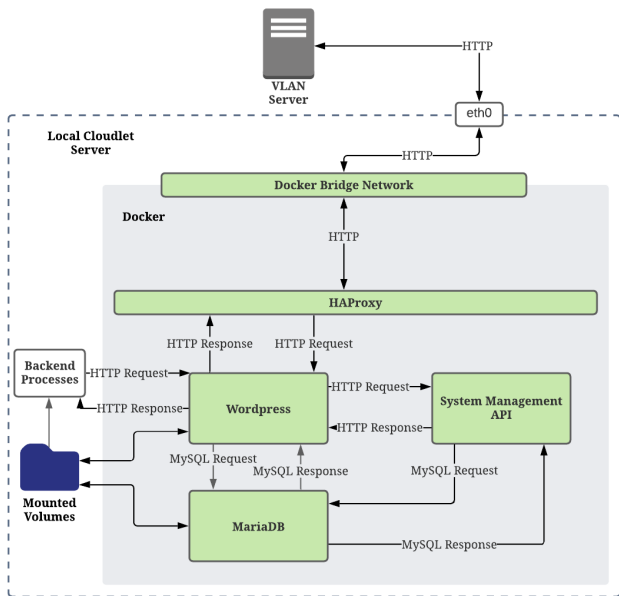 HTTP
VLAN
Server
eth0
Local Cloudlet
Server
HTTP
Docker Bridge Network
Docker
HTTP
HAProxy
HTTP Response
HTTP Request
Backend
Processes
HTTP Request
HTTP Response
Wordpress
HTTP Request
HTTP Response
System Management
API
MySQL Request
MySQL Response
MySQL Request
Mounted
Volumes
MariaDB
MySQL Response